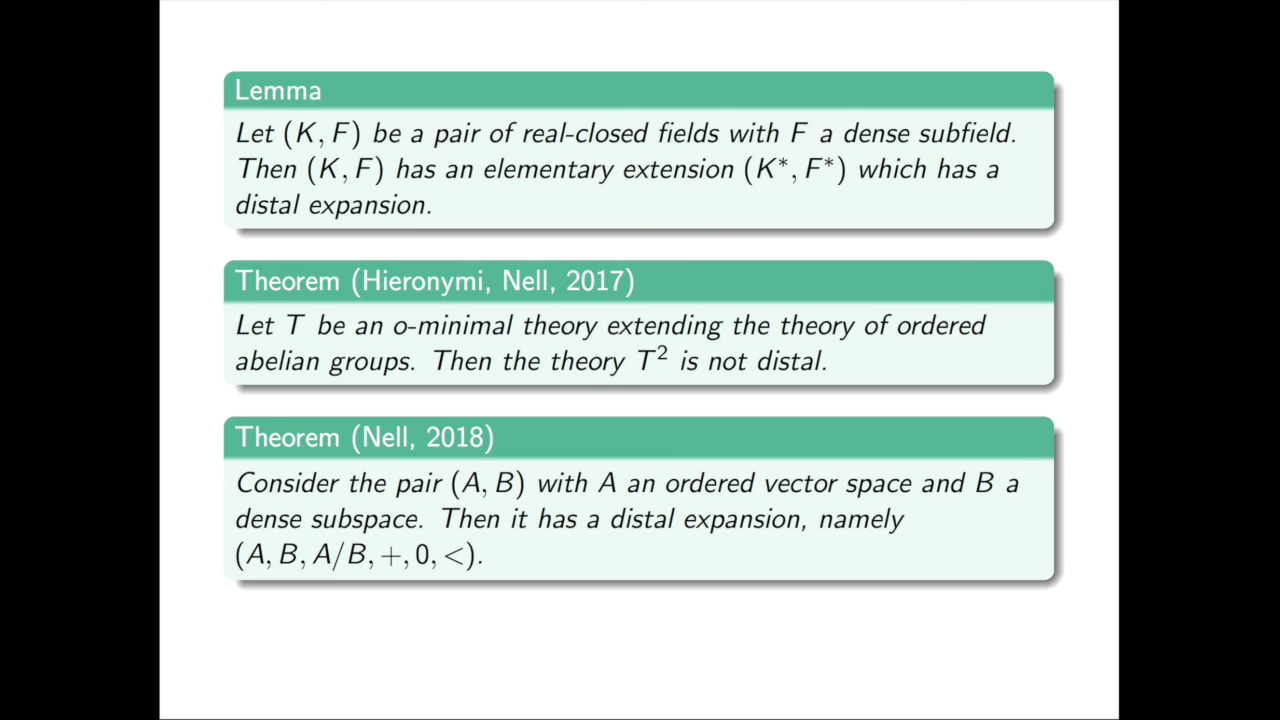 Lemma
Let (K, F) be a pair of real-closed fields with F a dense subfield.
Then (K, F) has an elementary extension (K*, F*) which has a
distal expansion.
Theorem (Hieronymi, Nell, 2017)
Let T be an o-minimal theory extending the theory of ordered
abelian groups. Then the theory T² is not distal.
Theorem (Nell, 2018)
Consider the pair (A, B) with A an ordered vector space and B a
dense subspace. Then it has a distal expansion, namely
(A, B, A/B, +, 0, <).